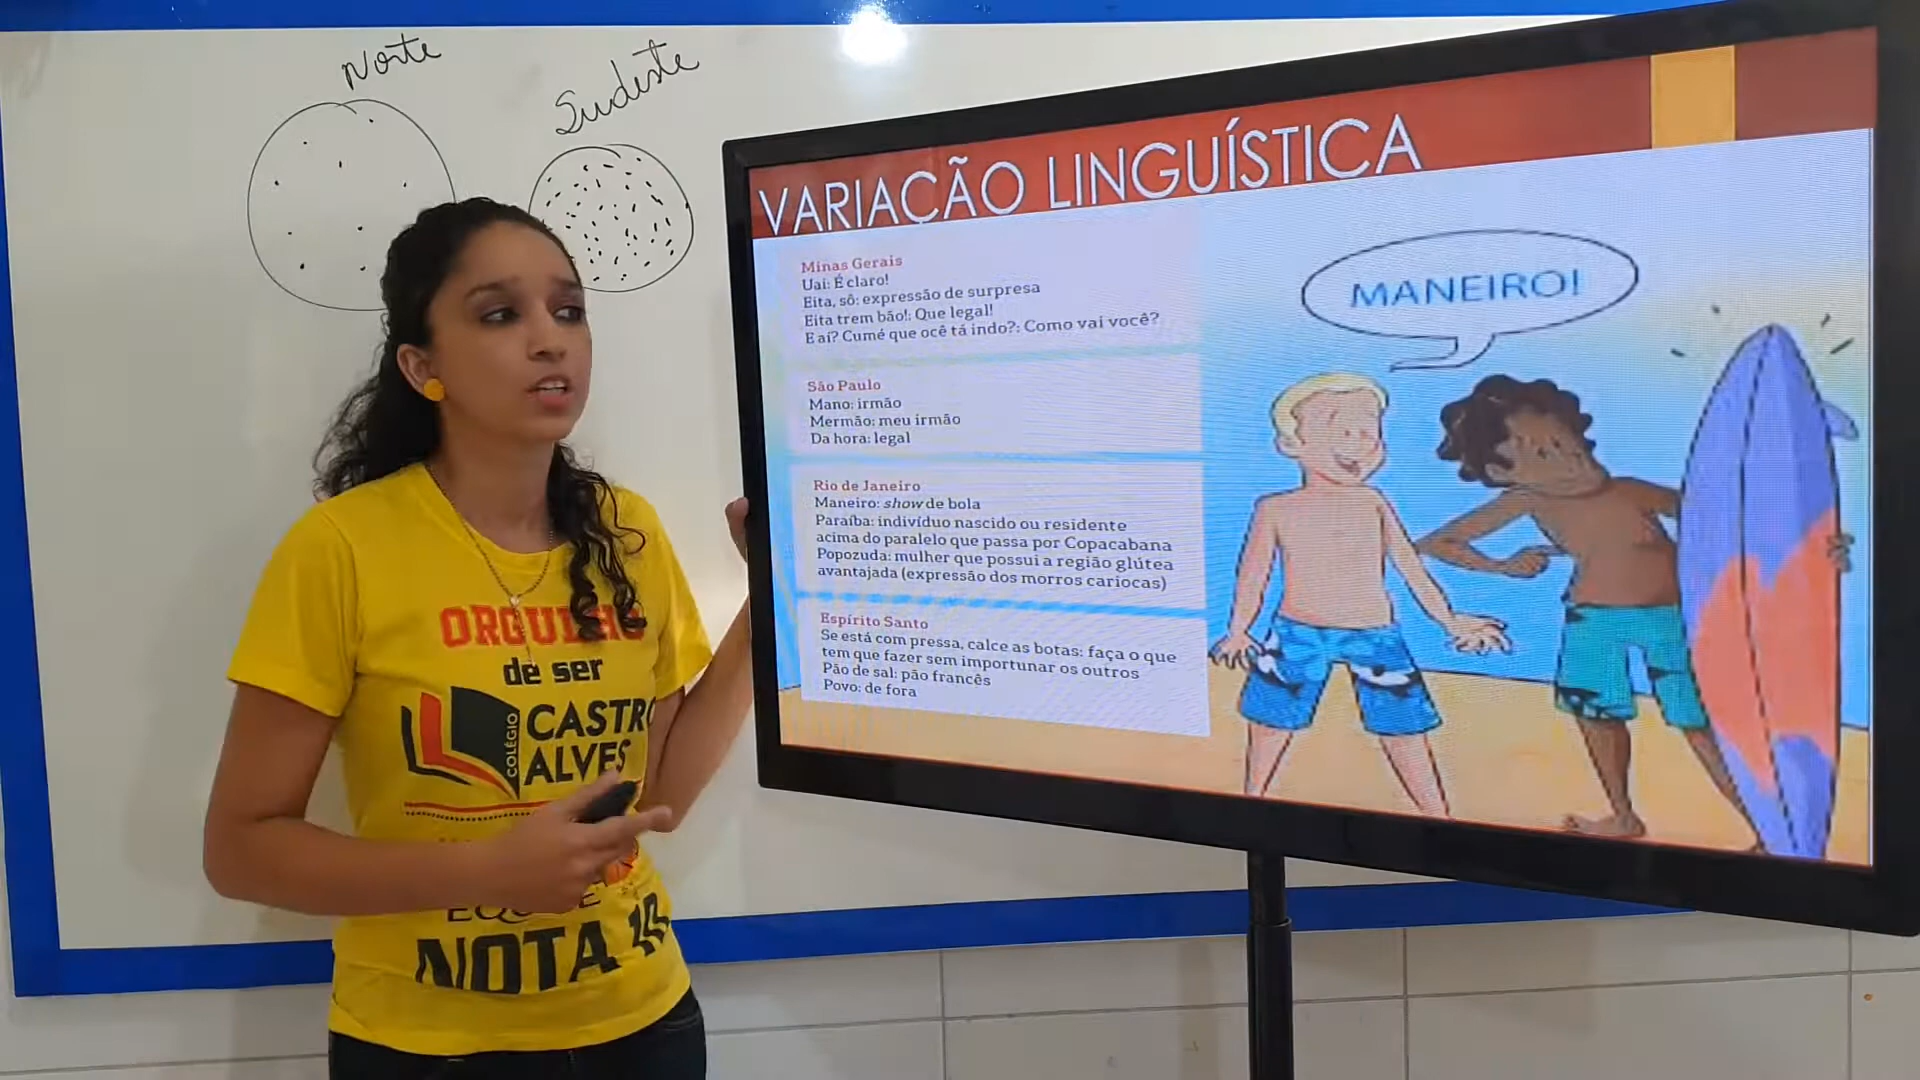 Norte
Sudeste
VARIAÇÃO LINGUÍSTICA
Minas Gerais
Uai: É claro!
Eita, sô: expressão de surpresa
Eita trem bão!: Que legal!
E aí? Cumé que ocê tá indo?: Como vai você?
São Paulo
Mano: irmão
Mermão: meu irmão
Da hora: legal
Rio de Janeiro
Maneiro: show de bola
Paraíba: indivíduo nascido ou residente
acima do paralelo que passa por Copacabana
Popozuda: mulher que possui a região glútea
avantajada (expressão dos morros cariocas)
Espírito Santo
Se está com pressa, calce as botas: faça o que
tem que fazer sem importunar os outros
Pão de sal: pão francês
Povo: de fora
MANEIRO!
ORGULHO
de ser
COLÉGIO
CASTRO
ALVES
NOTA 10